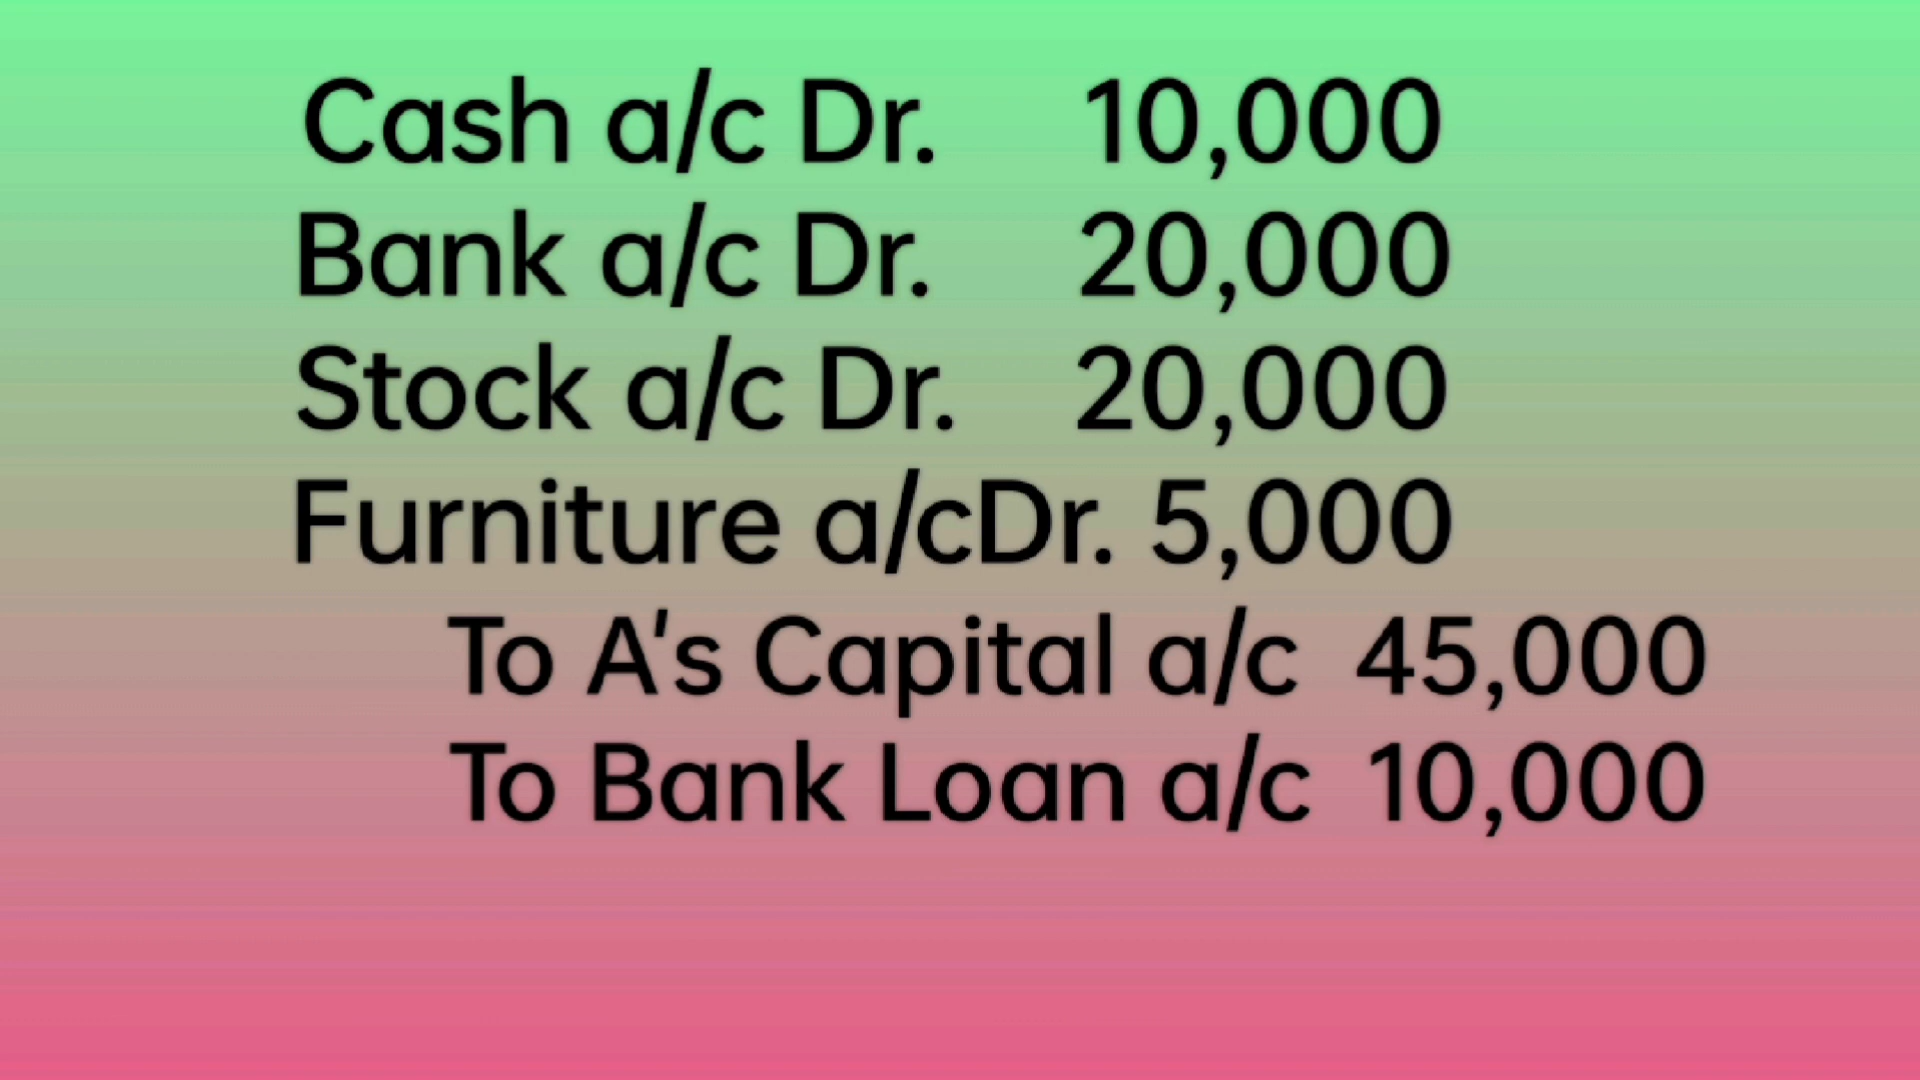 Cash a/c Dr. 10,000
Bank a/c Dr. 20,000
Stock a/c Dr. 20,000
Furniture a/cDr. 5,000
To A's Capital a/c 45,000
To Bank Loan a/c 10,000